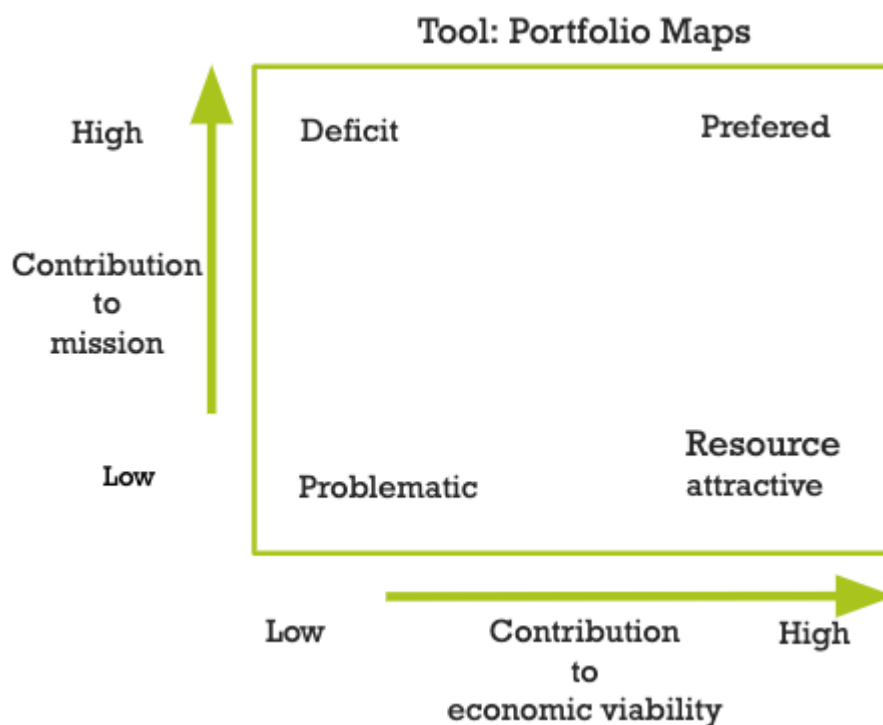 Tool: Portfolio Maps
High
Deficit
Prefered
Contribution
to
mission
Low
Problematic
Resource
attractive
Low
Contribution
to
economic viability
High